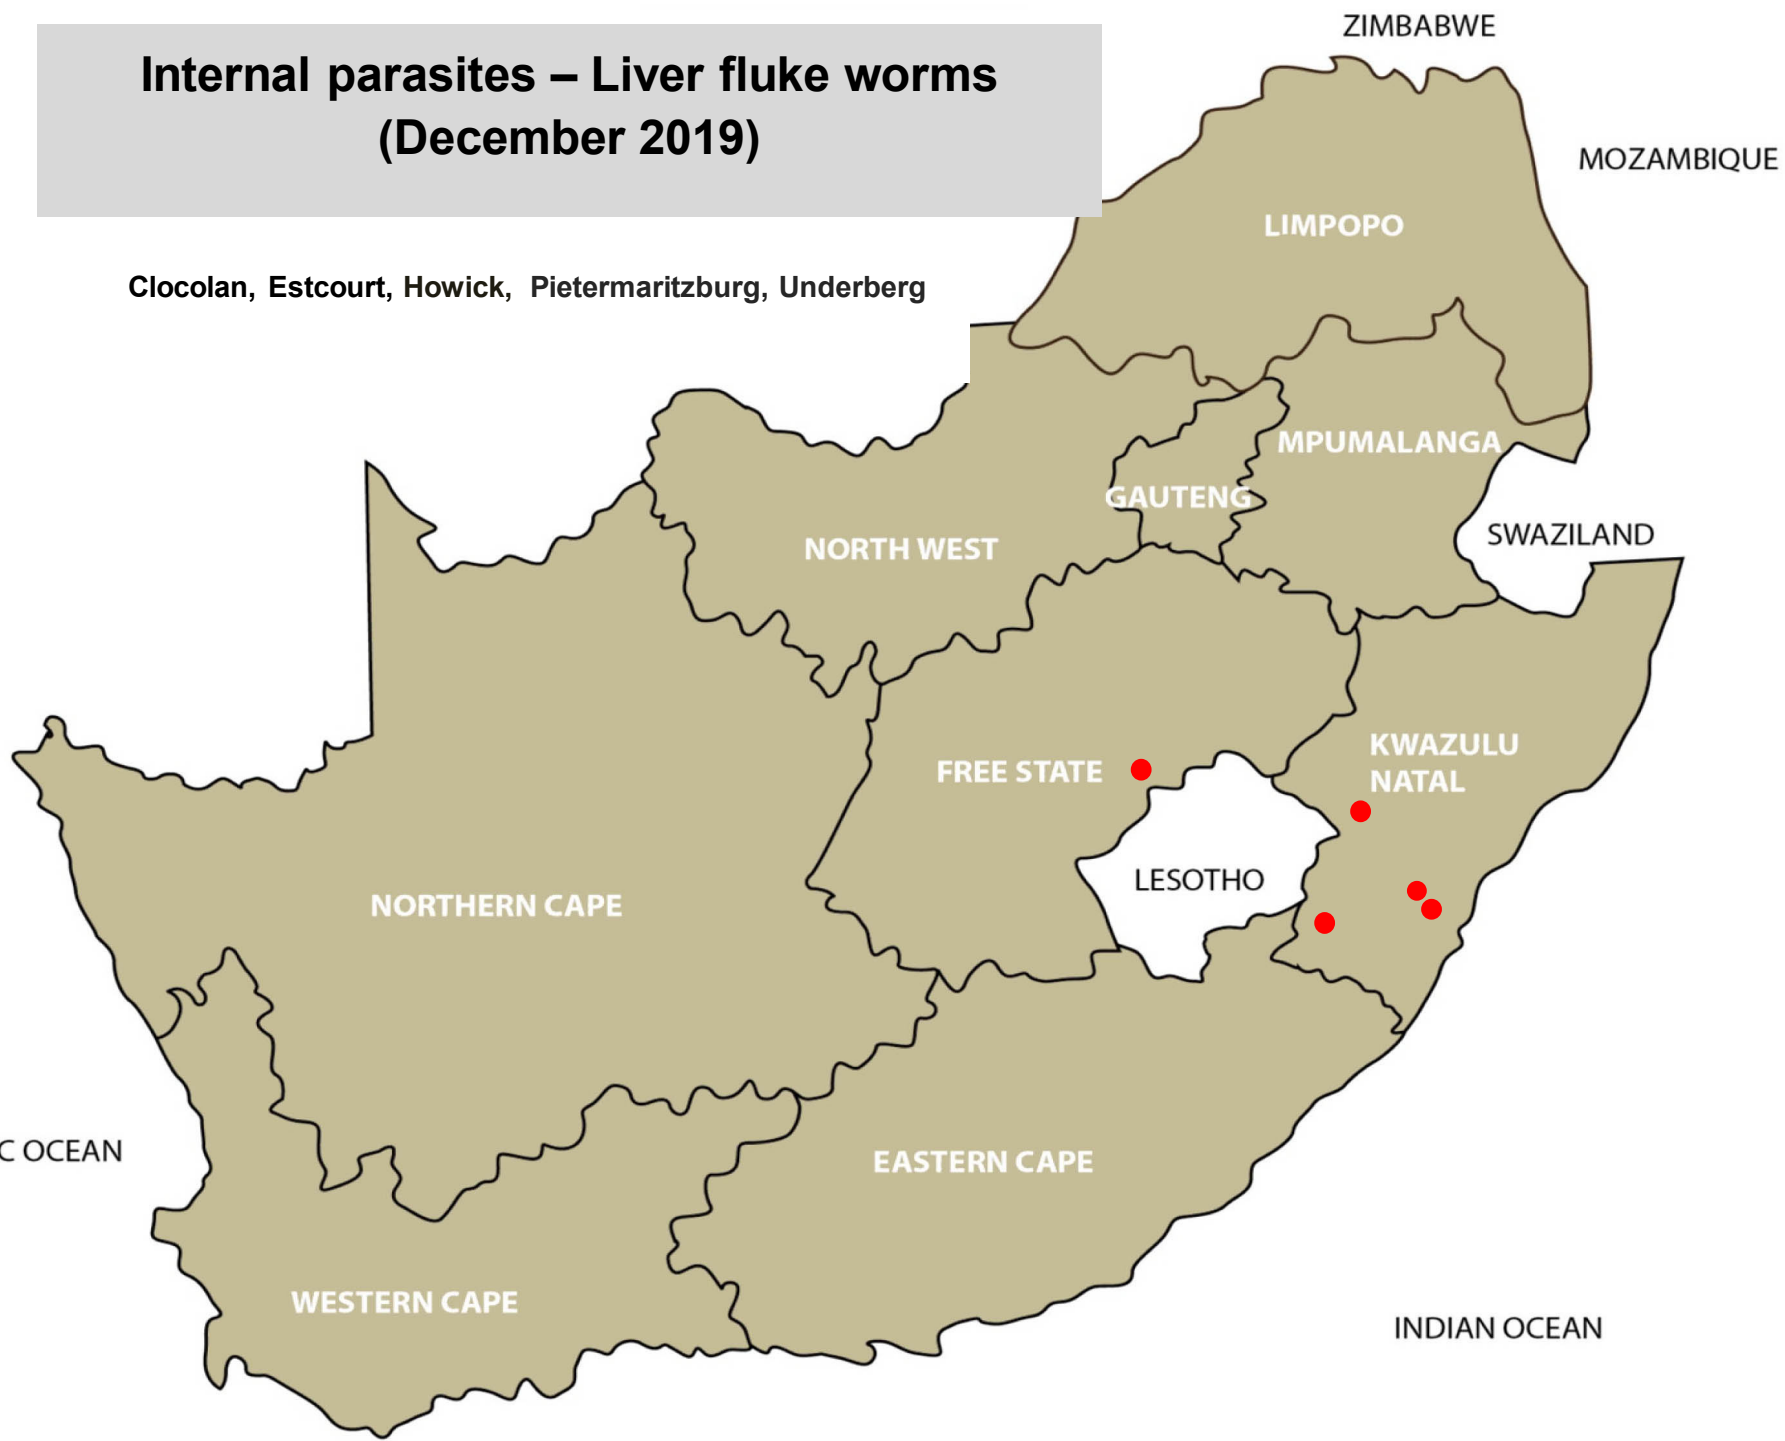 ZIMBABWE
Internal parasites – Liver fluke worms
(December 2019)
MOZAMBIQUE
LIMPOPO
Clocolan, Estcourt, Howick, Pietermaritzburg, Underberg
MPUMALANGA
GAUTENG
SWAZILAND
NORTH WEST
KWAZULU
NATAL
FREE STATE
LESOTHO
NORTHERN CAPE
C OCEAN
EASTERN CAPE
WESTERN CAPE
INDIAN OCEAN